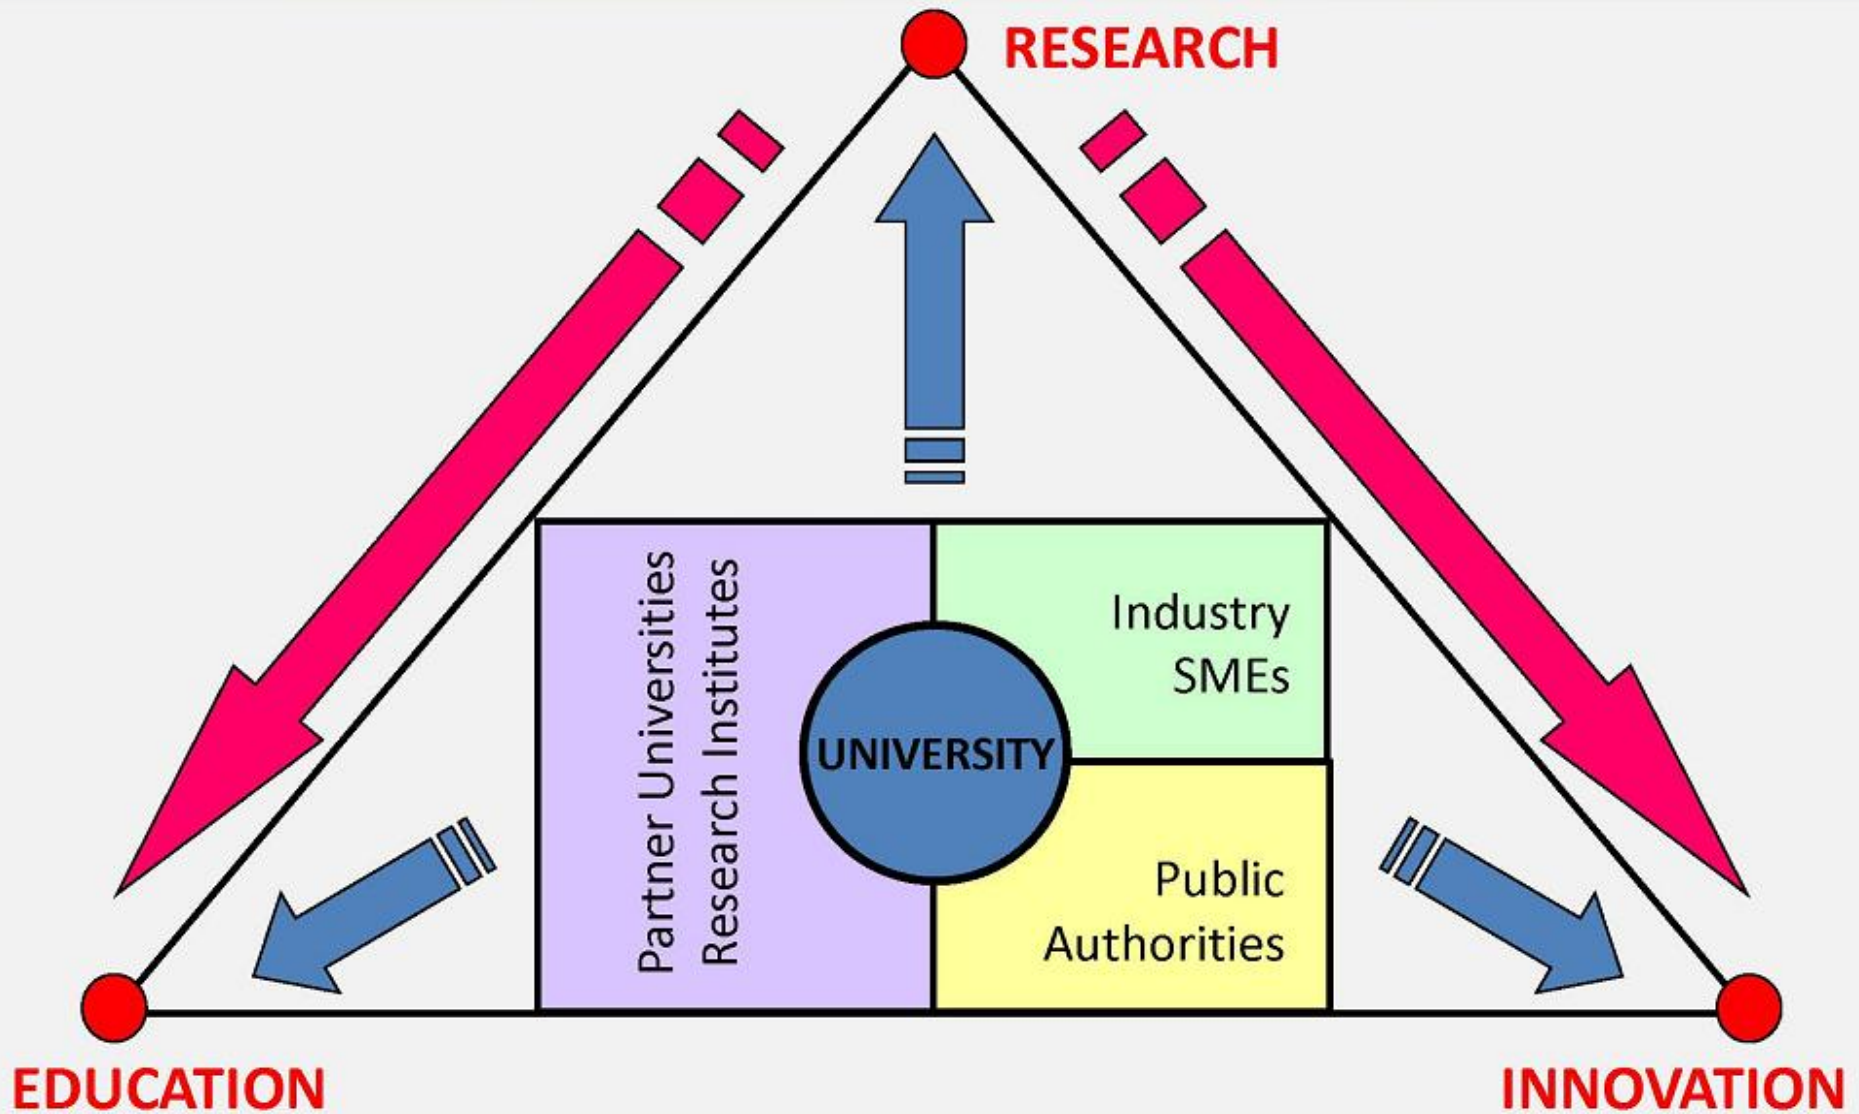 RESEARCH
Partner Universities
Research Institutes
Industry
SMEs
UNIVERSITY
Public
Authorities
EDUCATION
INNOVATION